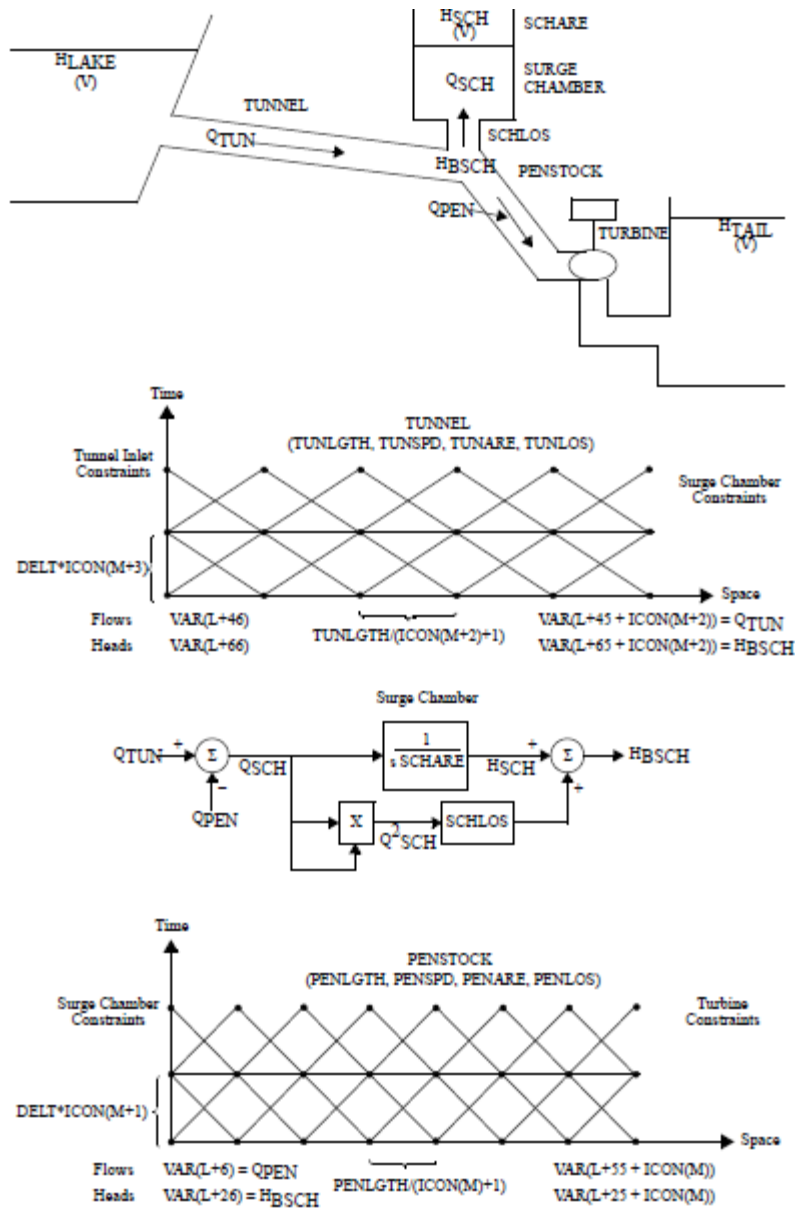 HSCH
(V)
SCHARE
HLAKE
(V)
SURGE
CHAMBER
QSCH
TUNNEL
SCHLOS
QTUN
HBSCH
PENSTOCK
QPEN
TURBINE
HTAIL
(V)
Time
TUNNEL
(TUNLGTH, TUNSPD, TUNARE, TUNLOS)
Tunnel Inlet
Constraints
Surge Chamber
Constraints
DELT*ICON(M+3)
Space
Flows VAR(L+46) VAR(L+45 + ICON(M+2)) = QTUN
TUNLGTH/(ICON(M+2)+1)
Heads VAR(L+66) VAR(L+65 + ICON(M+2)) = HBSCH
Surge Chamber
QTUN + Σ QSCH 1 + Σ HBSCH
s SCHARE HSCH
− +
QPEN X Q2SCH SCHLOS
Time
PENSTOCK
(PENLGTH, PENSPD, PENARE, PENLOS)
Surge Chamber
Constraints
Turbine
Constraints
DELT*ICON(M+1)
Space
Flows VAR(L+6) = QPEN VAR(L+55 + ICON(M))
PENLGTH/(ICON(M)+1)
Heads VAR(L+26) = HBSCH VAR(L+25 + ICON(M))